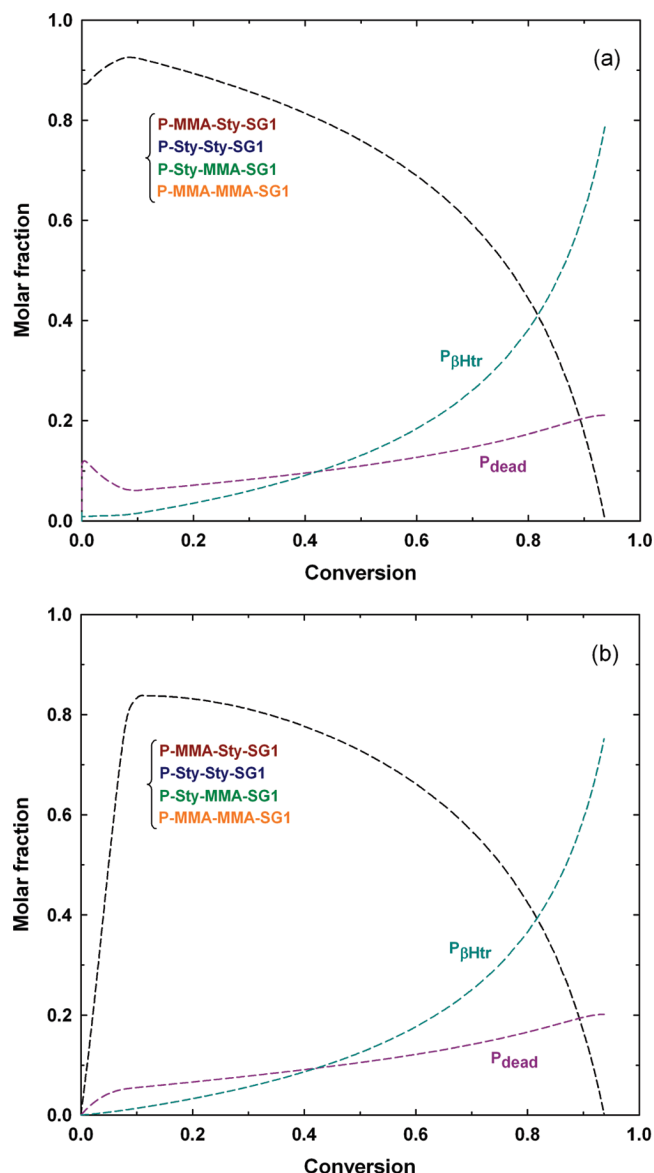 1.0
(a)
0.8
P-MMA-Sty-SG1
P-Sty-Sty-SG1
P-Sty-MMA-SG1
P-MMA-MMA-SG1
0.6
Molar fraction
0.4
PβHtr
0.2
Pdead
0.0
0.0 0.2 0.4 0.6 0.8 1.0
Conversion
1.0
(b)
0.8
P-MMA-Sty-SG1
P-Sty-Sty-SG1
P-Sty-MMA-SG1
P-MMA-MMA-SG1
0.6
Molar fraction
0.4
PβHtr
0.2
Pdead
0.0
0.0 0.2 0.4 0.6 0.8 1.0
Conversion